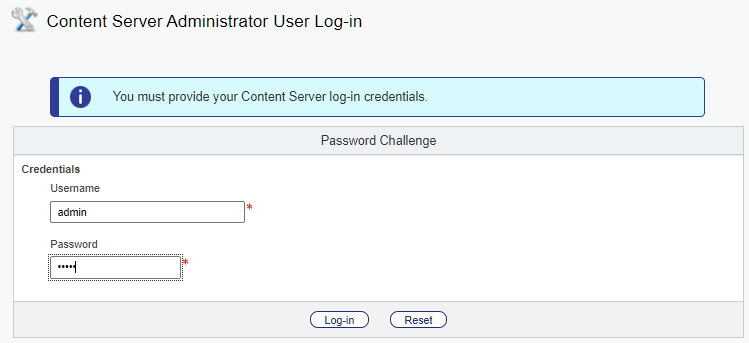 Content Server Administrator User Log-in
You must provide your Content Server log-in credentials.
Password Challenge
Credentials
Username
admin
*
Password
•••••
*
Log-in
Reset